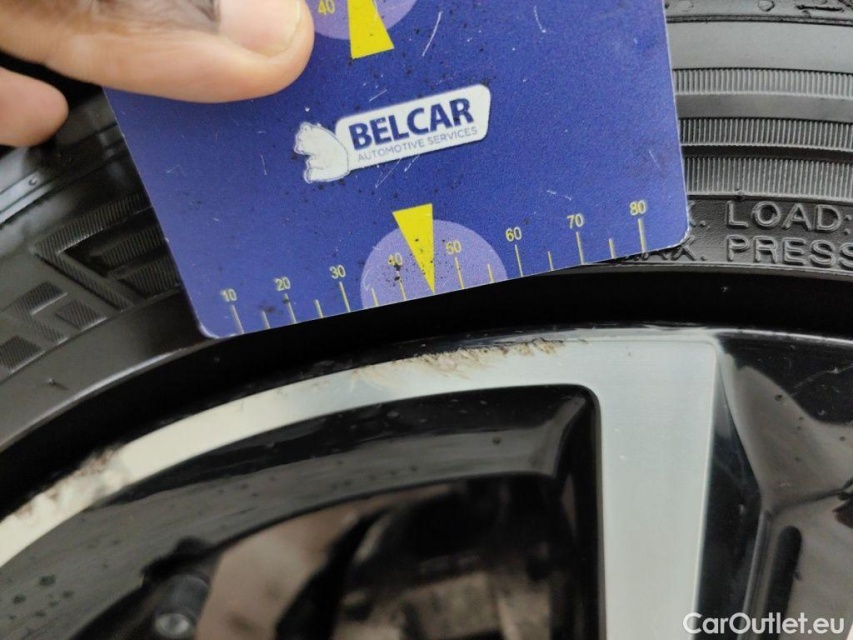 40
BELCAR
AUTOMOTIVE SERVICES
10 20 30 40 50 60 70 80
LOAD
PRESS
CarOutlet.eu